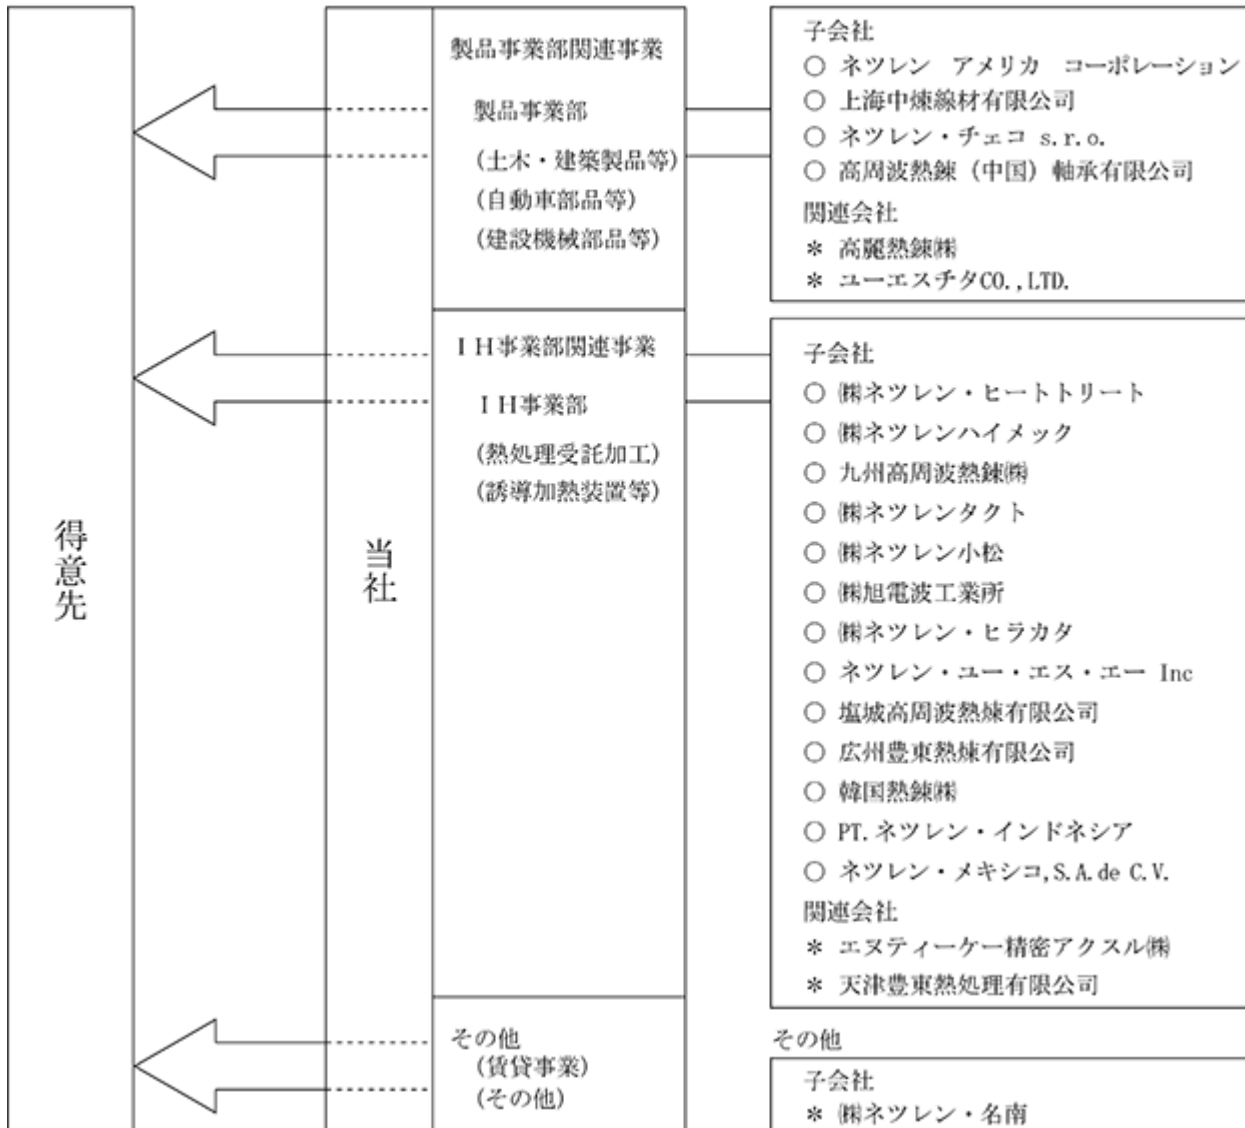 得意先
当社
製品事業部関連事業
製品事業部
(土木・建築製品等)
(自動車部品等)
(建設機械部品等)
子会社
○ ネツレン アメリカ コーポレーション
○ 上海中煉線材有限公司
○ ネツレン・チェコ s.r.o.
○ 高周波熱錬（中国）軸承有限公司
関連会社
＊ 高麗熱錬㈱
＊ ユーエスチタCO.,LTD.
ＩＨ事業部関連事業
ＩＨ事業部
(熱処理受託加工)
(誘導加熱装置等)
子会社
○ ㈱ネツレン・ヒートトリート
○ ㈱ネツレンハイメック
○ 九州高周波熱錬㈱
○ ㈱ネツレンタクト
○ ㈱ネツレン小松
○ ㈱旭電波工業所
○ ㈱ネツレン・ヒラカタ
○ ネツレン・ユー・エス・エー Inc
○ 塩城高周波熱煉有限公司
○ 広州豊東熱煉有限公司
○ 韓国熱錬㈱
○ PT.ネツレン・インドネシア
○ ネツレン・メキシコ,S.A.de C.V.
関連会社
＊ エヌティーケー精密アクスル㈱
＊ 天津豊東熱処理有限公司
その他
(賃貸事業)
(その他)
その他
子会社
＊ ㈱ネツレン・名南